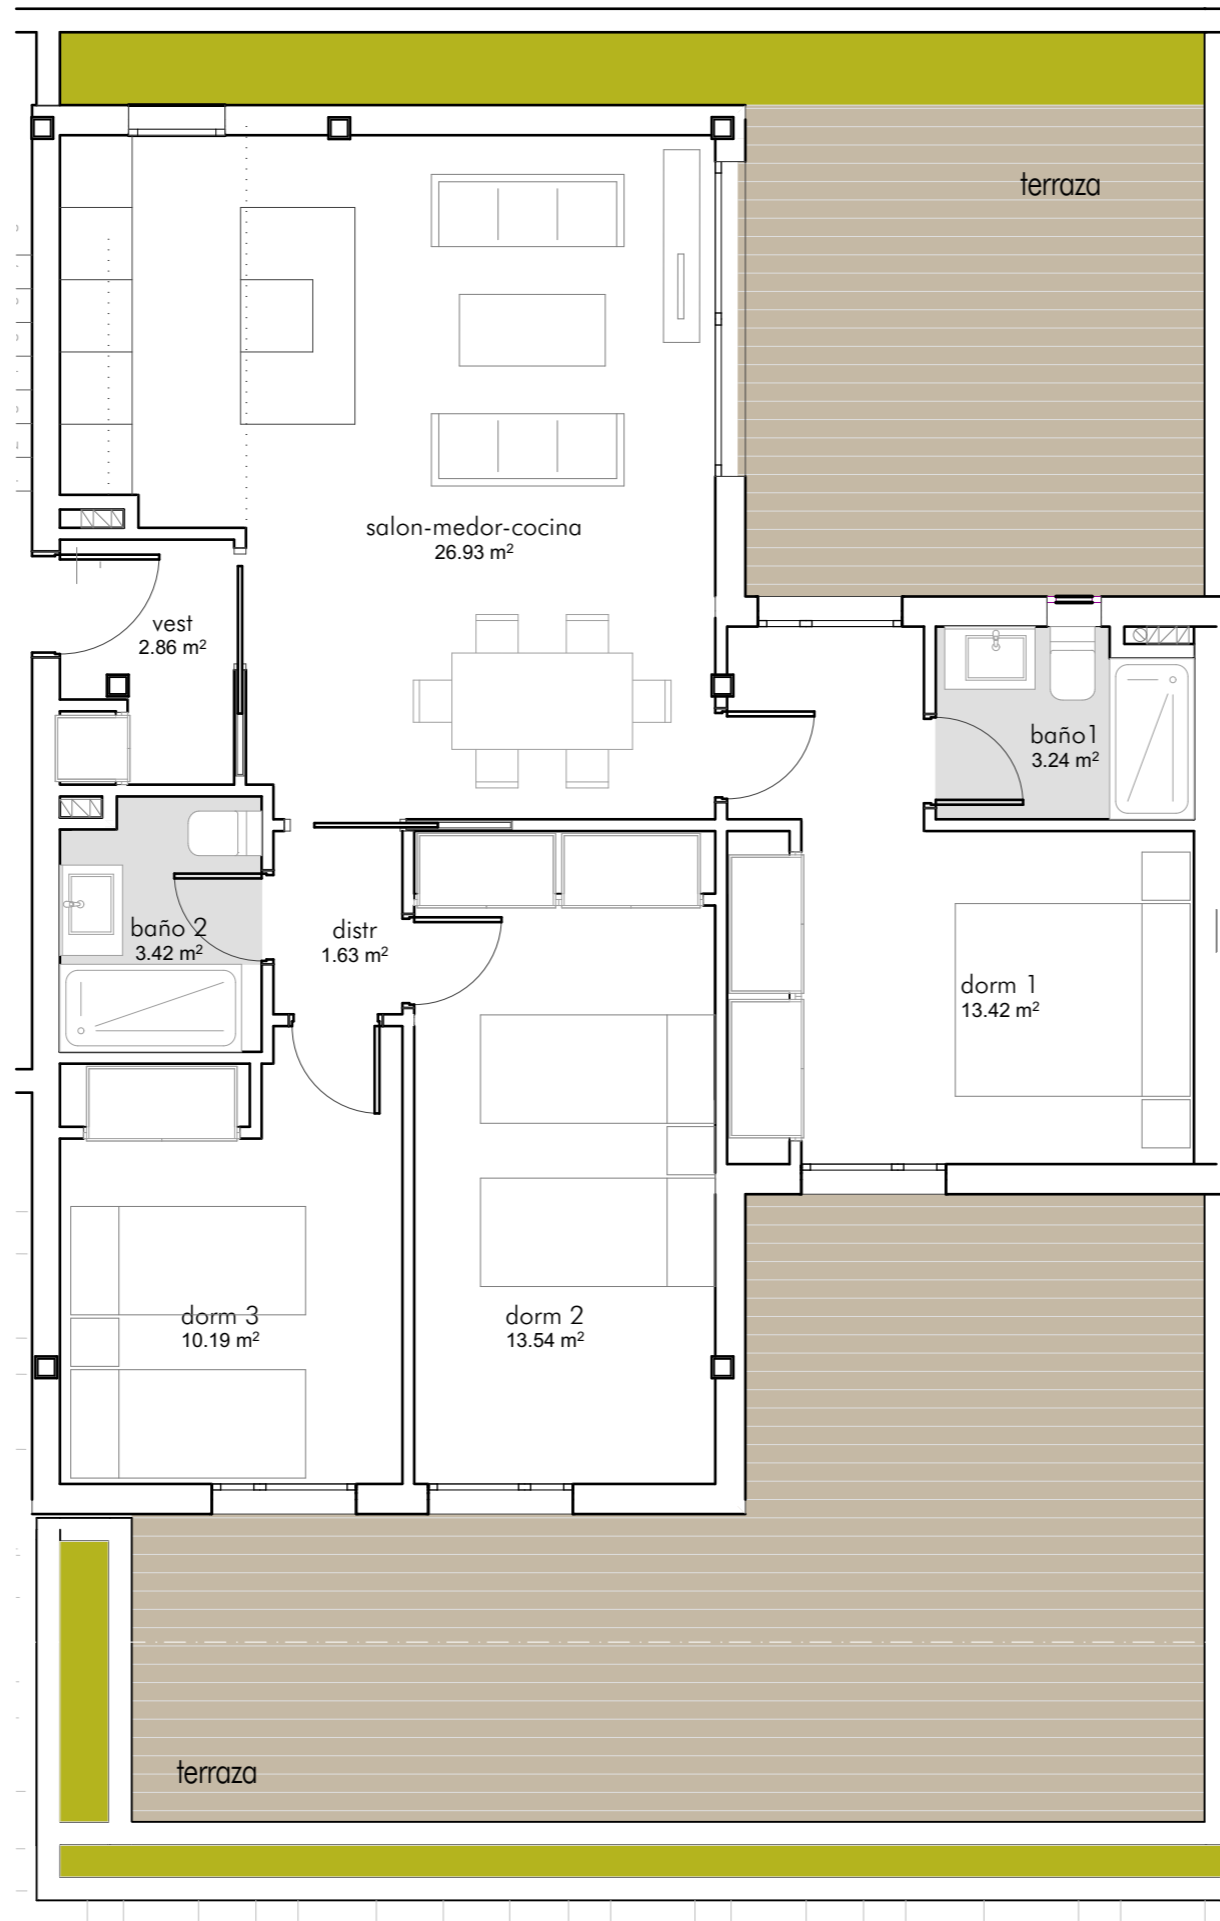 terraza
salon-medor-cocina
26.93 m²
vest
2.86 m²
baño1
3.24 m²
baño 2
3.42 m²
distr
1.63 m²
dorm 1
13.42 m²
dorm 3
10.19 m²
dorm 2
13.54 m²
terraza